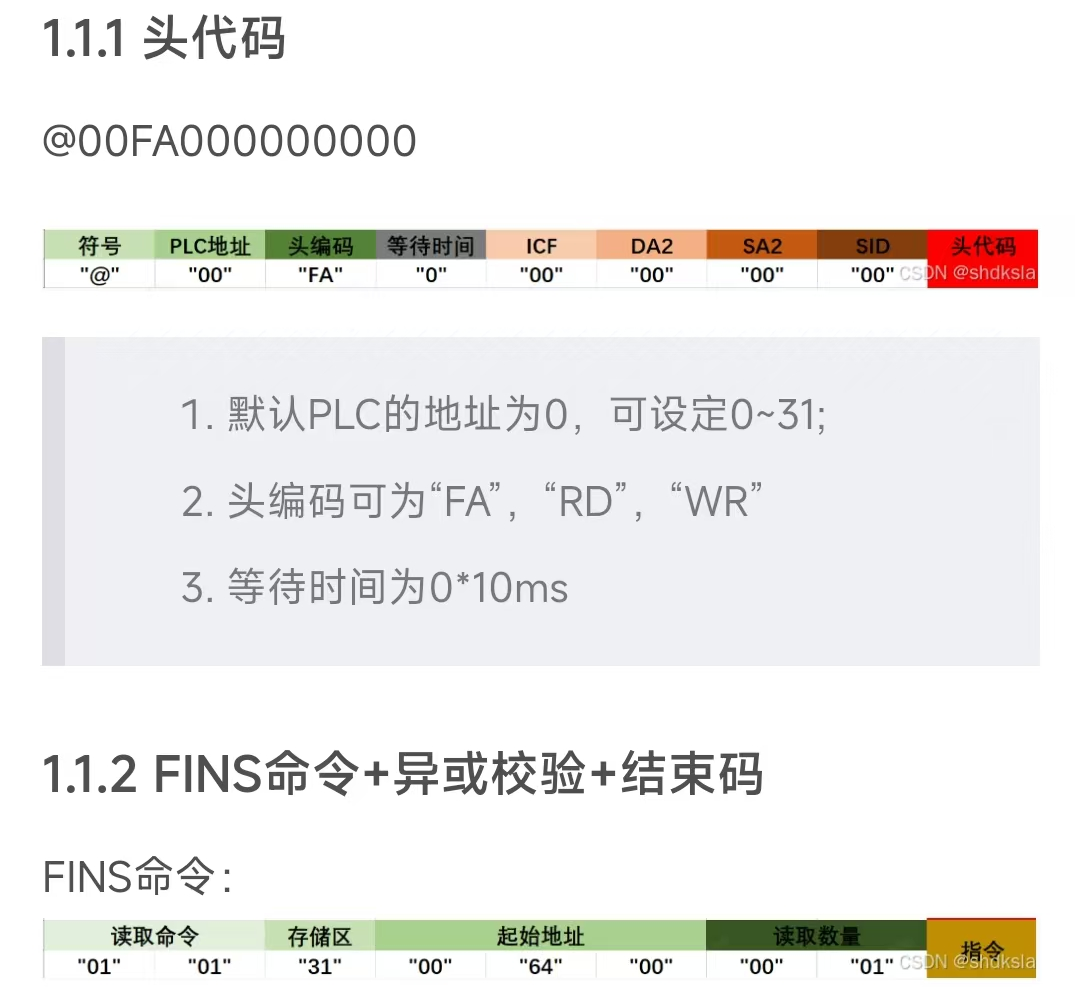 1.1.1 头代码
@00FA000000000
符号 PLC地址 头编码 等待时间 ICF DA2 SA2 SID 头代码
"@" "00" "FA" "0" "00" "00" "00" "00" CSDN @shdksla
1. 默认PLC的地址为0，可设定0~31;
2. 头编码可为“FA”，“RD”，“WR”
3. 等待时间为0*10ms
1.1.2 FINS命令+异或校验+结束码
FINS命令：
读取命令 存储区 起始地址 读取数量 指令
"01" "01" "31" "00" "64" "00" "00" "01" CSDN @shdksla